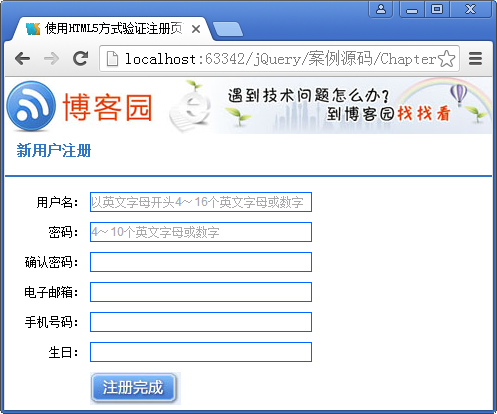 使用HTML5方式验证注册页
localhost:63342/jQuery/案例源码/Chapter
博客园
遇到技术问题怎么办?
到博客园找找看
新用户注册
用户名： 以英文字母开头4～16个英文字母或数字
密码： 4～10个英文字母或数字
确认密码：
电子邮箱：
手机号码：
生日：
注册完成